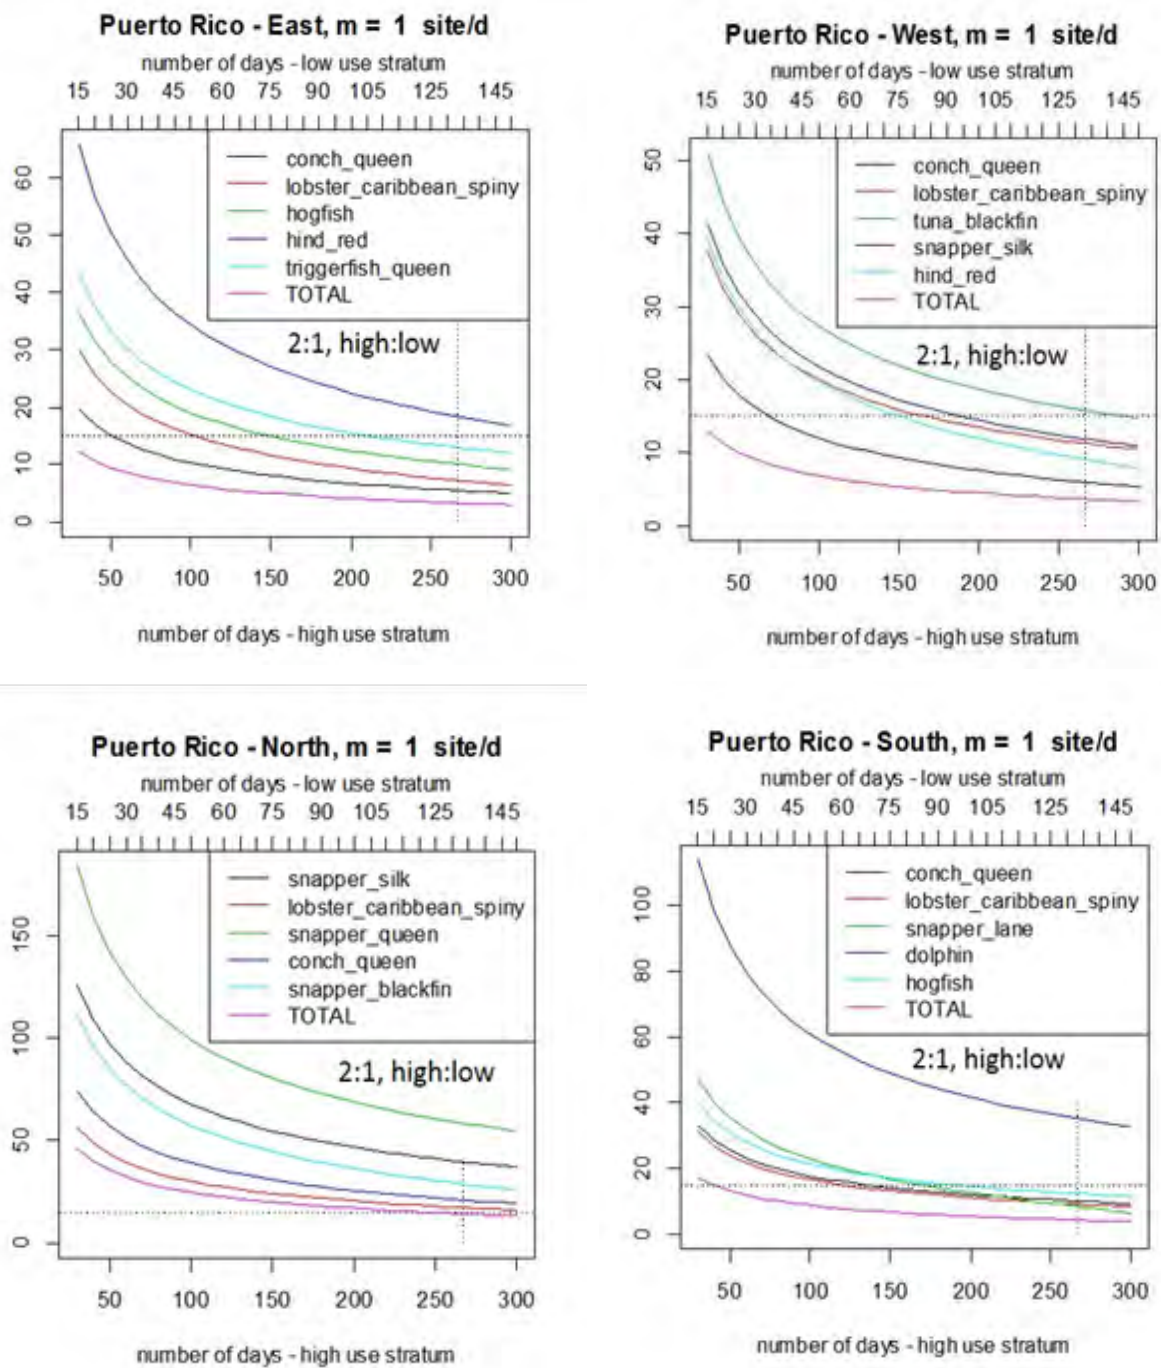 Puerto Rico - East, m = 1 site/d
number of days - low use stratum
15 30 45 60 75 90 105 125 145
conch_queen
lobster_caribbean_spiny
hogfish
hind_red
triggerfish_queen
TOTAL
2:1, high:low
60
50
40
30
20
10
0
50 100 150 200 250 300
number of days - high use stratum
Puerto Rico - West, m = 1 site/d
number of days - low use stratum
15 30 45 60 75 90 105 125 145
conch_queen
lobster_caribbean_spiny
tuna_blackfin
snapper_silk
hind_red
TOTAL
2:1, high:low
50
40
30
20
10
0
50 100 150 200 250 300
number of days - high use stratum
Puerto Rico - North, m = 1 site/d
number of days - low use stratum
15 30 45 60 75 90 105 125 145
snapper_silk
lobster_caribbean_spiny
snapper_queen
conch_queen
snapper_blackfin
TOTAL
2:1, high:low
150
100
50
0
50 100 150 200 250 300
number of days - high use stratum
Puerto Rico - South, m = 1 site/d
number of days - low use stratum
15 30 45 60 75 90 105 125 145
conch_queen
lobster_caribbean_spiny
snapper_lane
dolphin
hogfish
TOTAL
2:1, high:low
100
80
60
40
20
0
50 100 150 200 250 300
number of days - high use stratum